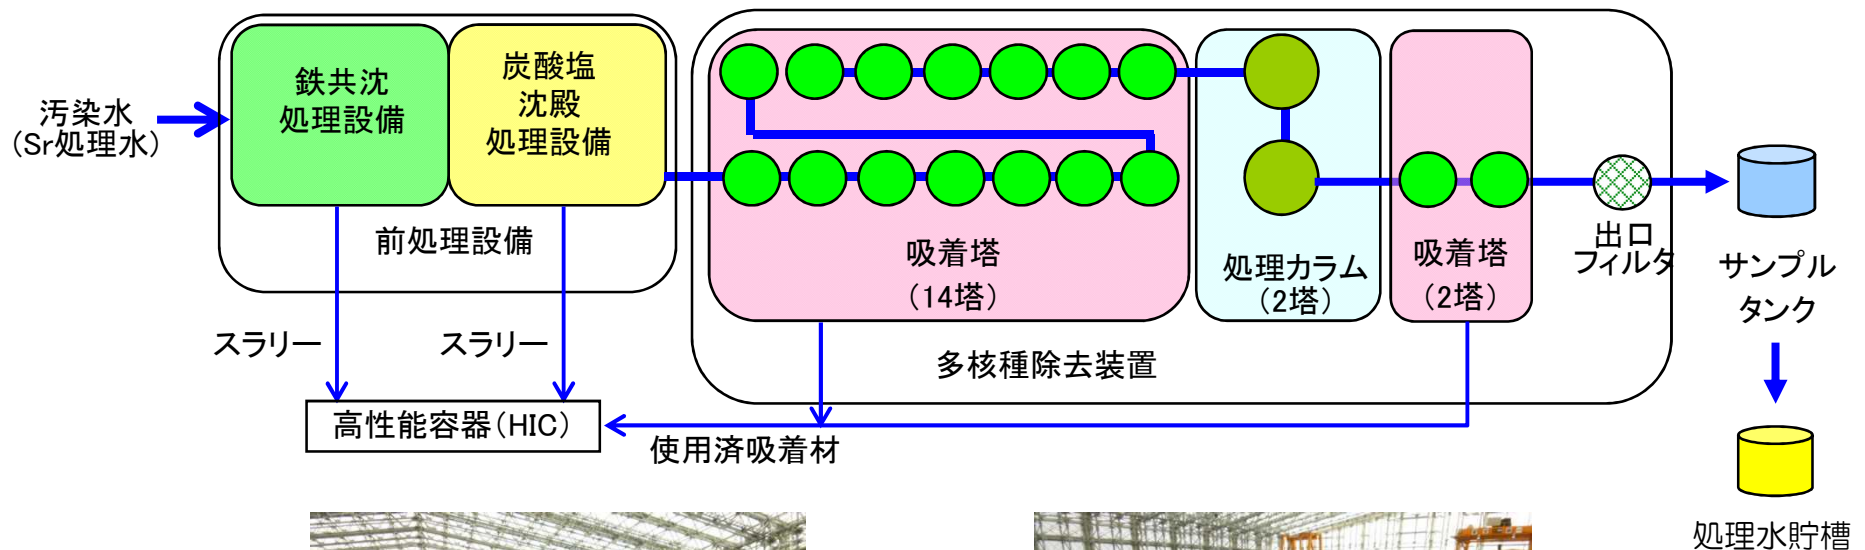 汚染水
（Sr処理水）
鉄共沈
処理設備
炭酸塩
沈殿
処理設備
前処理設備
スラリー
スラリー
高性能容器（HIC）
吸着塔
（14塔）
処理カラム
（2塔）
吸着塔
（2塔）
多核種除去装置
使用済吸着材
出口
フィルタ
サンプル
タンク
処理水貯槽